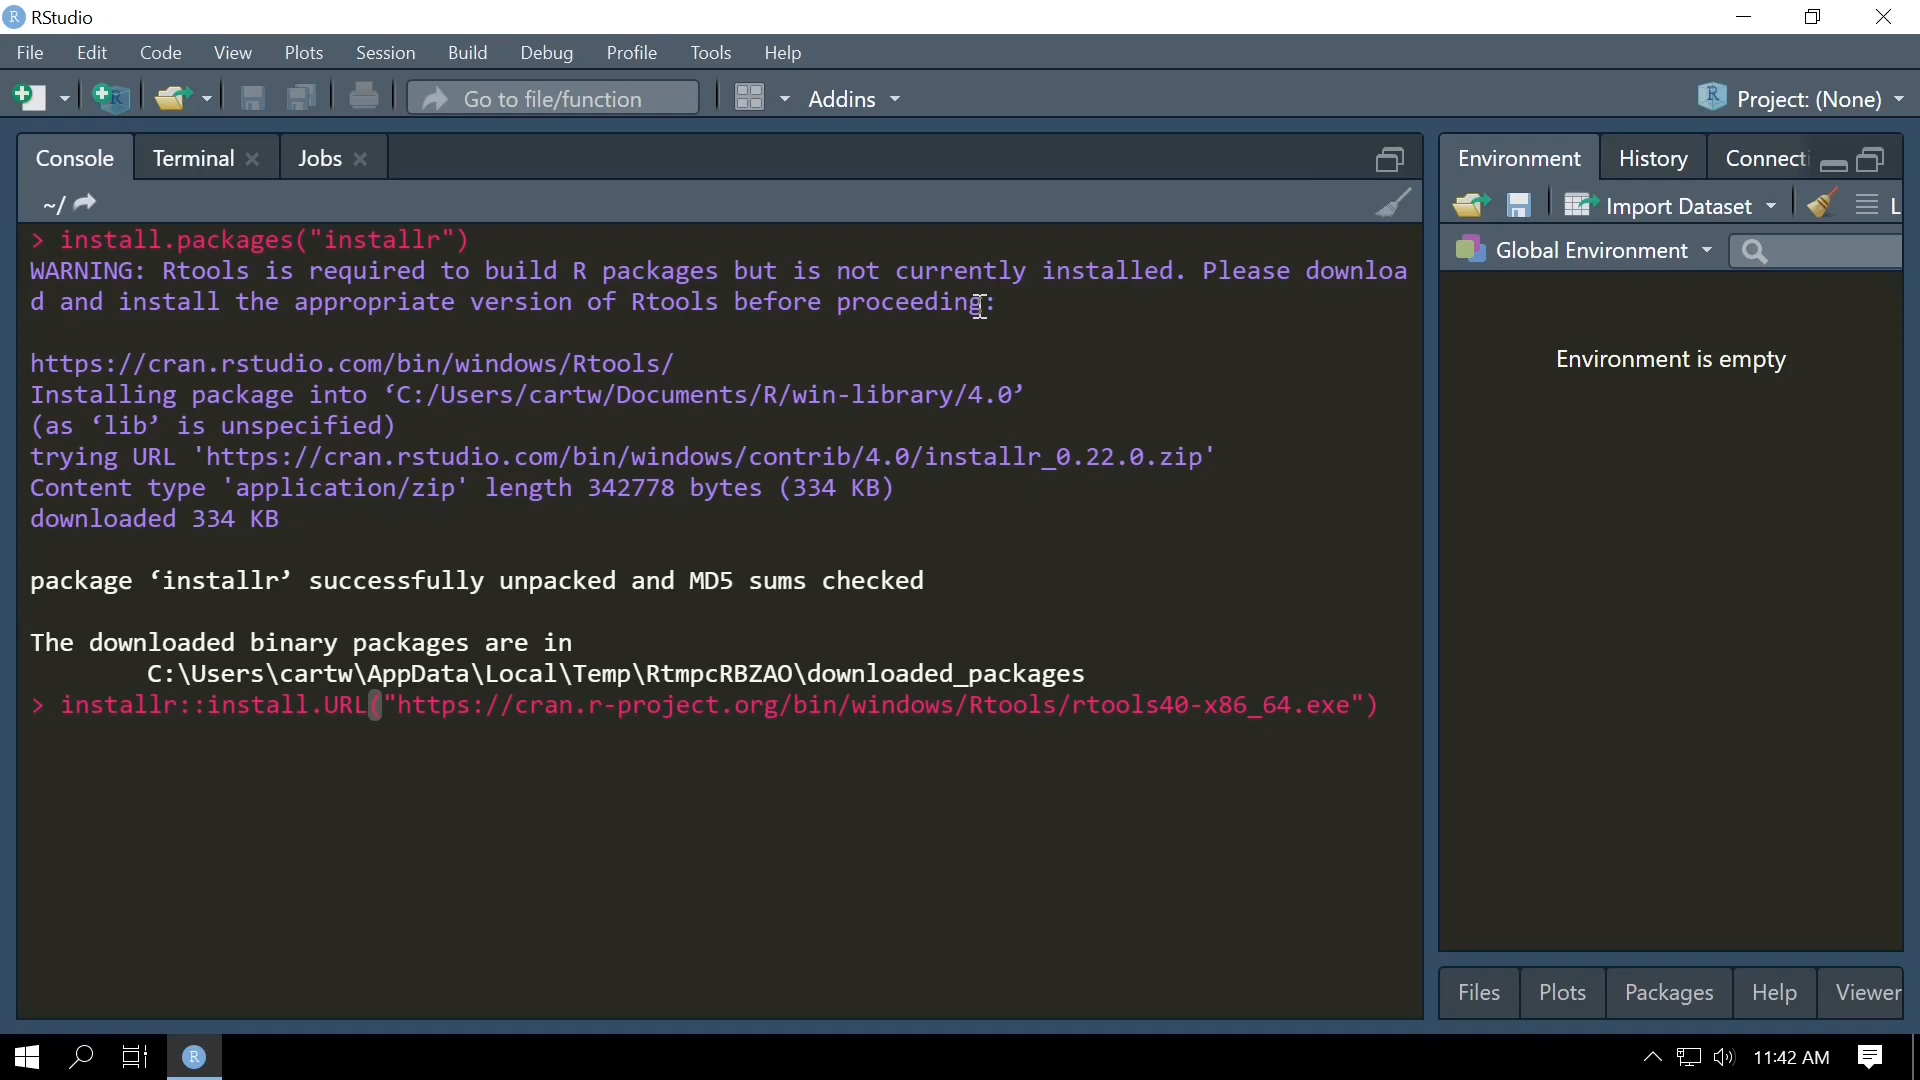 R RStudio
File Edit Code View Plots Session Build Debug Profile Tools Help
R Go to file/function Addins R Project: (None)
Console Terminal Jobs
~/
> install.packages("installr")
WARNING: Rtools is required to build R packages but is not currently installed. Please downloa
d and install the appropriate version of Rtools before proceeding:
https://cran.rstudio.com/bin/windows/Rtools/
Installing package into ‘C:/Users/cartw/Documents/R/win-library/4.0’
(as ‘lib’ is unspecified)
trying URL 'https://cran.rstudio.com/bin/windows/contrib/4.0/installr_0.22.0.zip'
Content type 'application/zip' length 342778 bytes (334 KB)
downloaded 334 KB
package ‘installr’ successfully unpacked and MD5 sums checked
The downloaded binary packages are in
C:\Users\cartw\AppData\Local\Temp\RtmpcRBZAO\downloaded_packages
> installr::install.URL("https://cran.r-project.org/bin/windows/Rtools/rtools40-x86_64.exe")
Environment History Connecti
Import Dataset L
Global Environment
Environment is empty
Files Plots Packages Help Viewer
R 11:42 AM